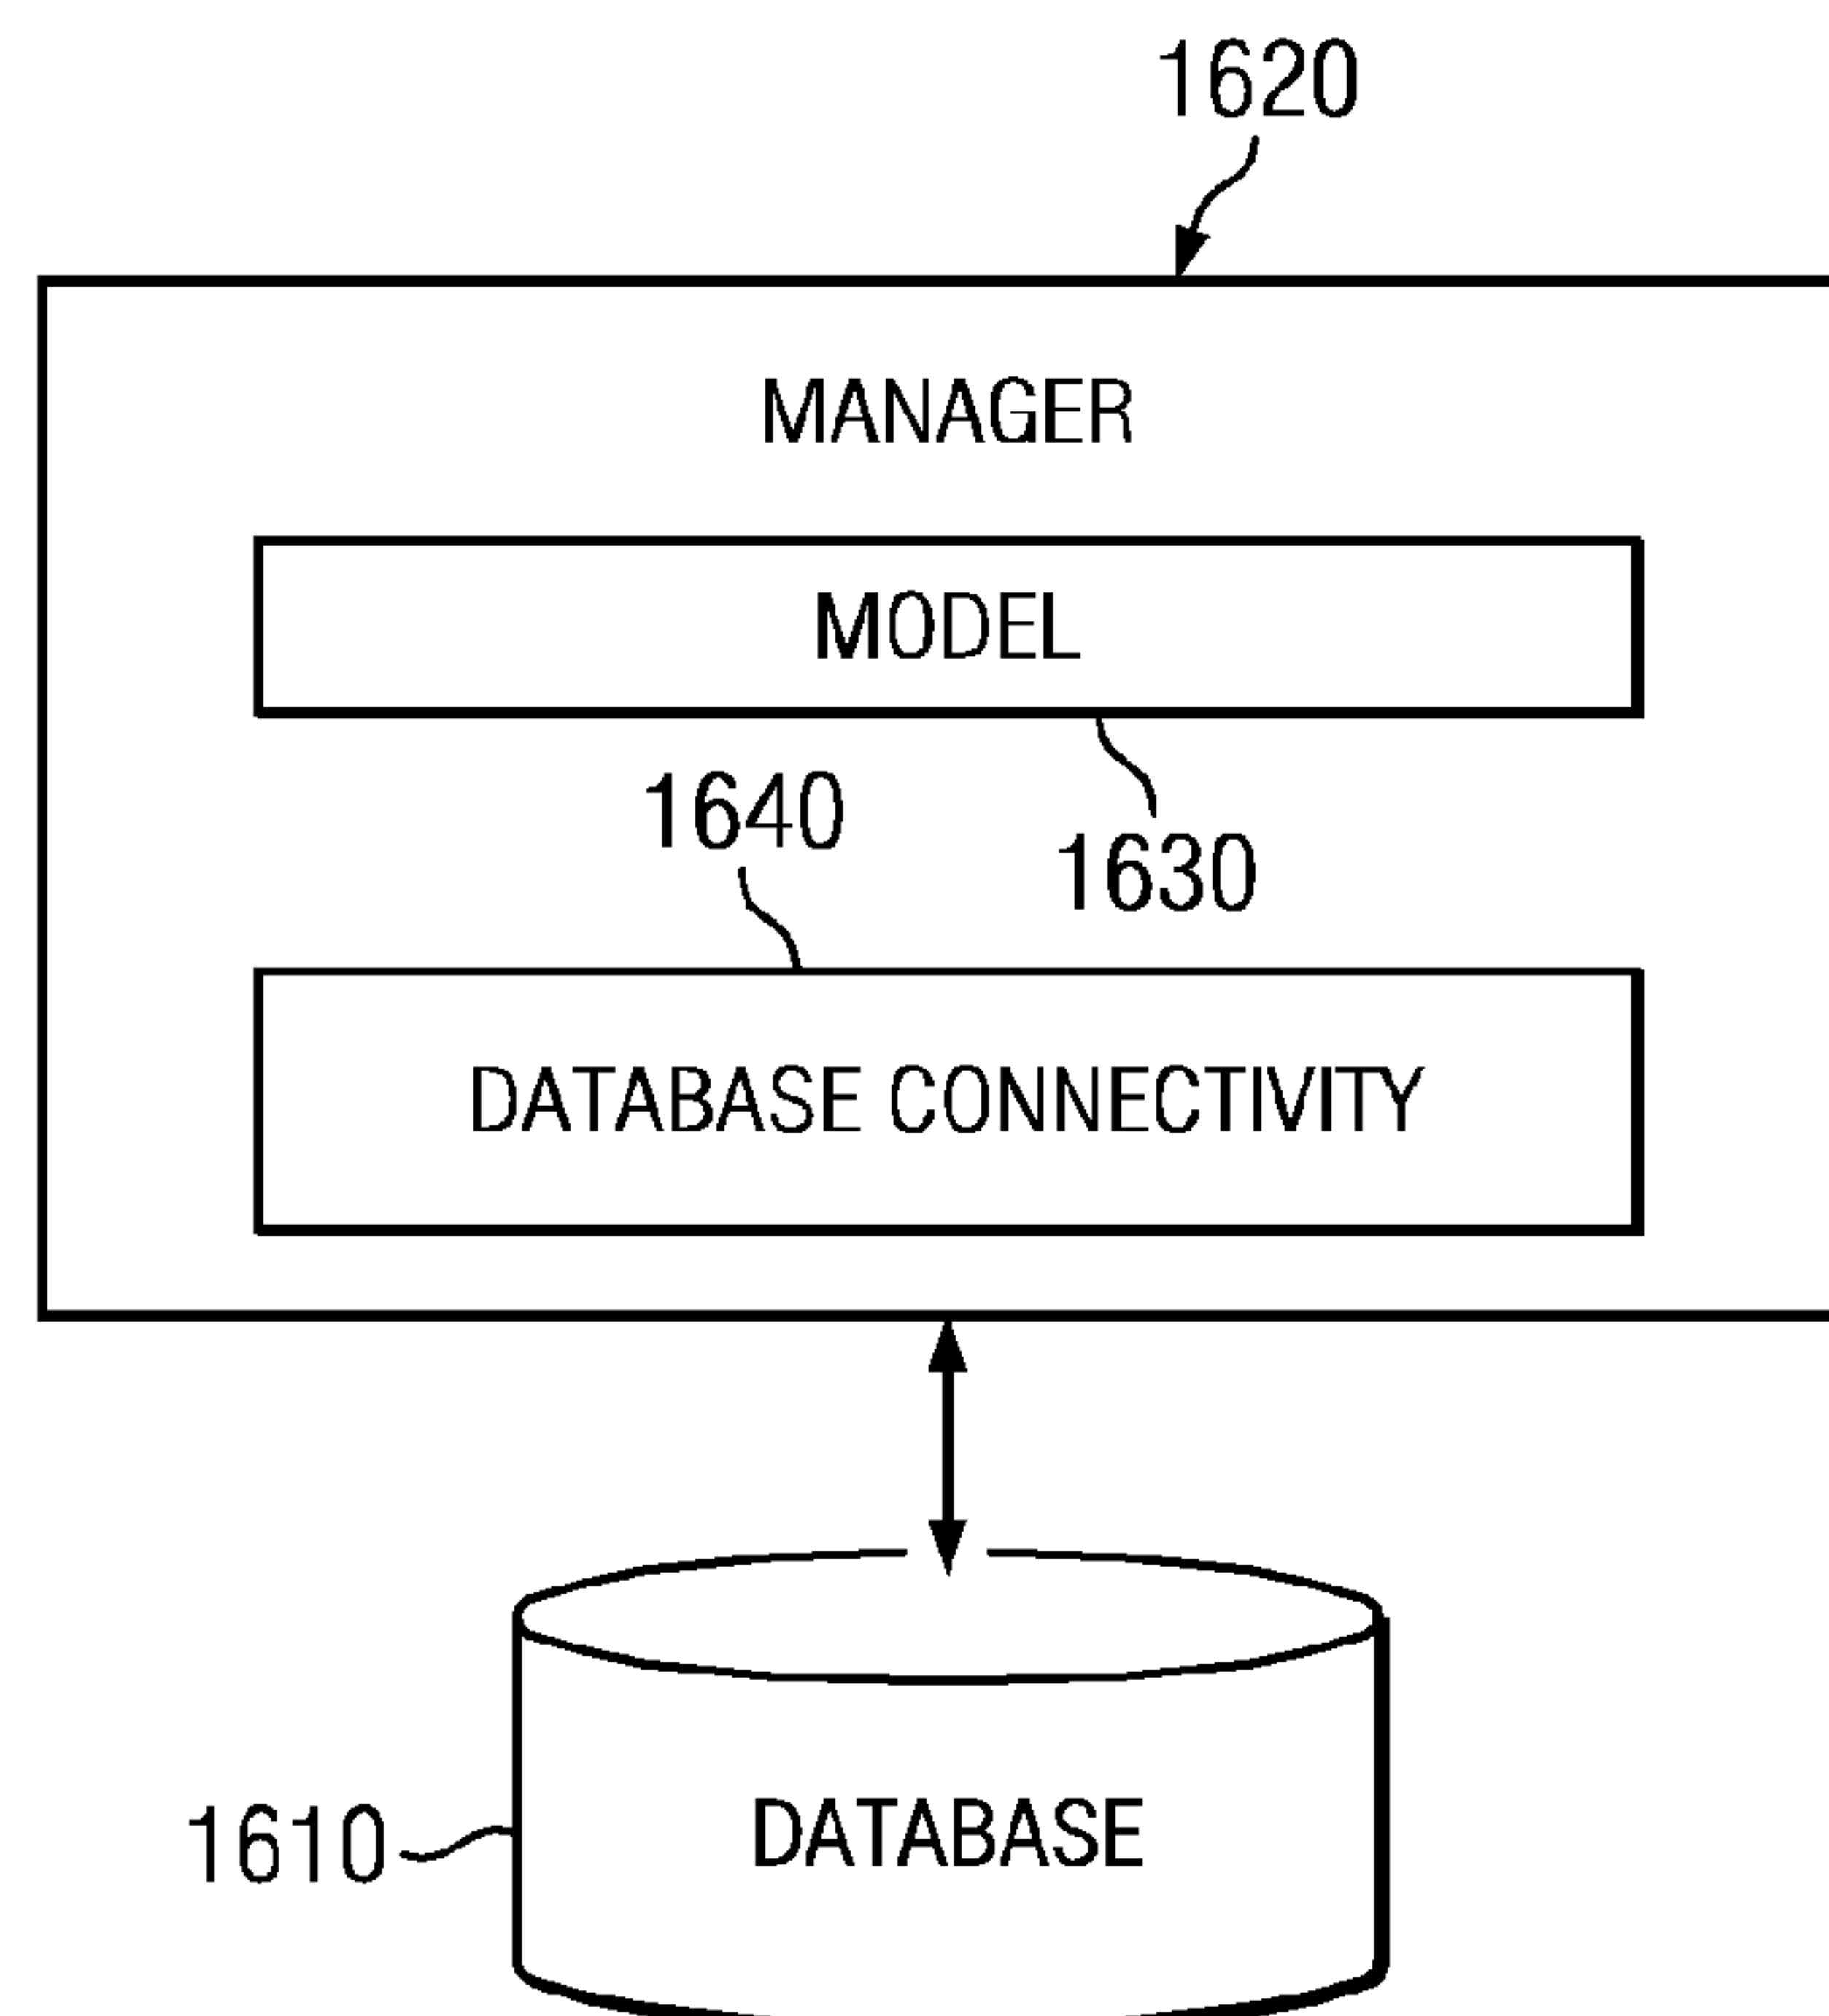 1620
MANAGER
MODEL
1640
1630
DATABASE CONNECTIVITY
1610
DATABASE